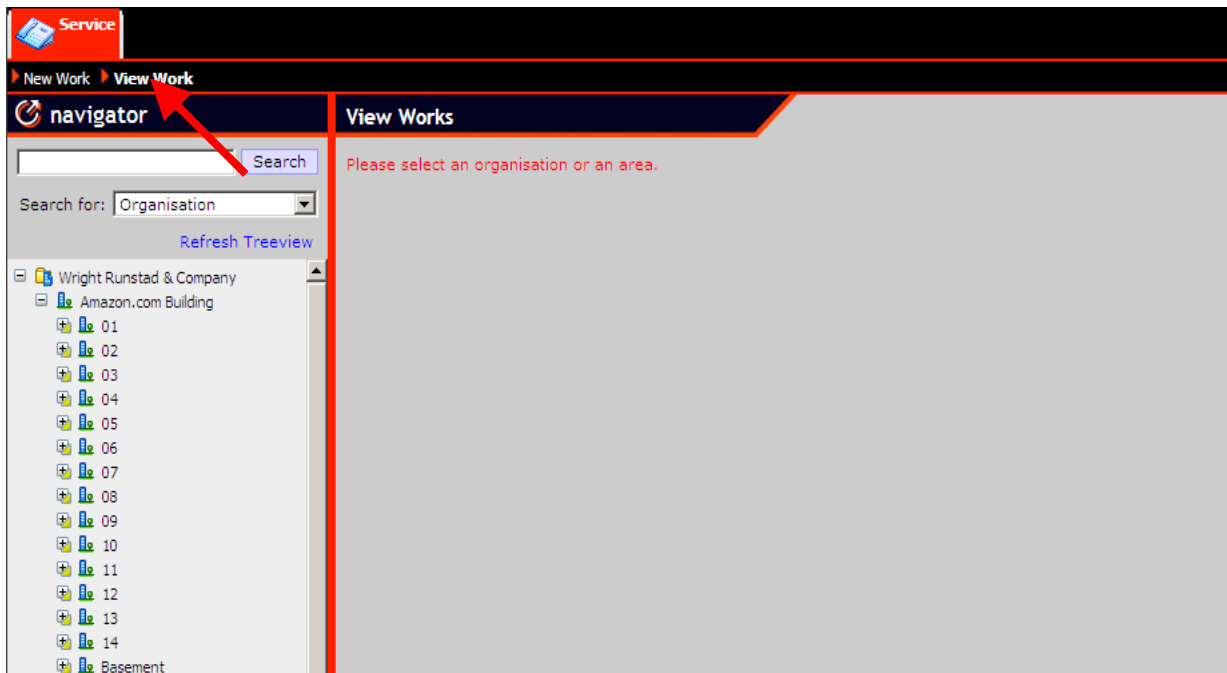 Service
New Work View Work
navigator
View Works
Search
Please select an organisation or an area.
Search for: Organisation
Refresh Treeview
Wright Runstad & Company
Amazon.com Building
01
02
03
04
05
06
07
08
09
10
11
12
13
14
Basement